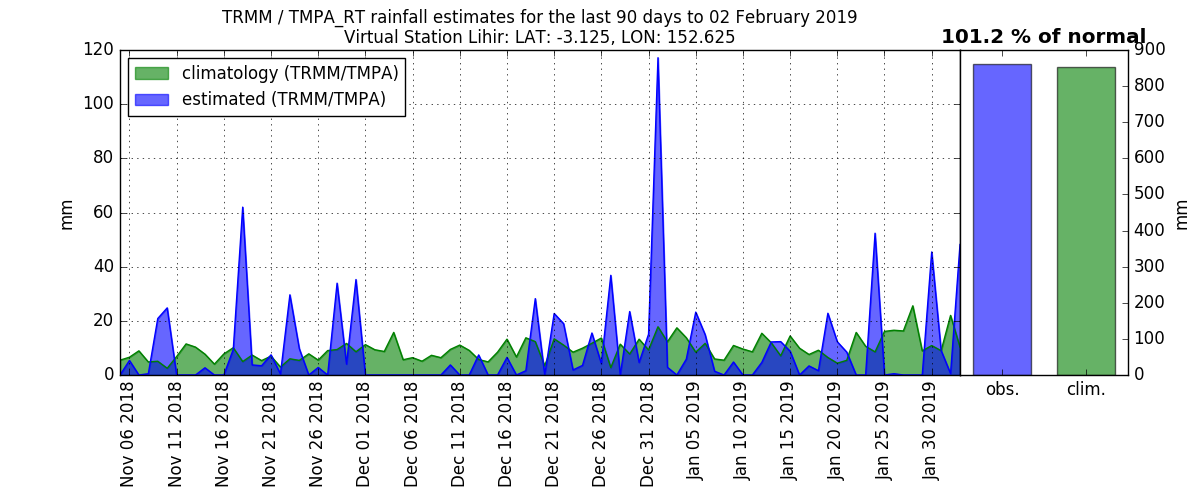 TRMM / TMPA_RT rainfall estimates for the last 90 days to 02 February 2019
Virtual Station Lihir: LAT: -3.125, LON: 152.625
101.2 % of normal
climatology (TRMM/TMPA)
estimated (TRMM/TMPA)
120
100
80
60
40
20
0
mm
900
800
700
600
500
400
300
200
100
0
mm
obs.
clim.
Nov 06 2018
Nov 11 2018
Nov 16 2018
Nov 21 2018
Nov 26 2018
Dec 01 2018
Dec 06 2018
Dec 11 2018
Dec 16 2018
Dec 21 2018
Dec 26 2018
Dec 31 2018
Jan 05 2019
Jan 10 2019
Jan 15 2019
Jan 20 2019
Jan 25 2019
Jan 30 2019